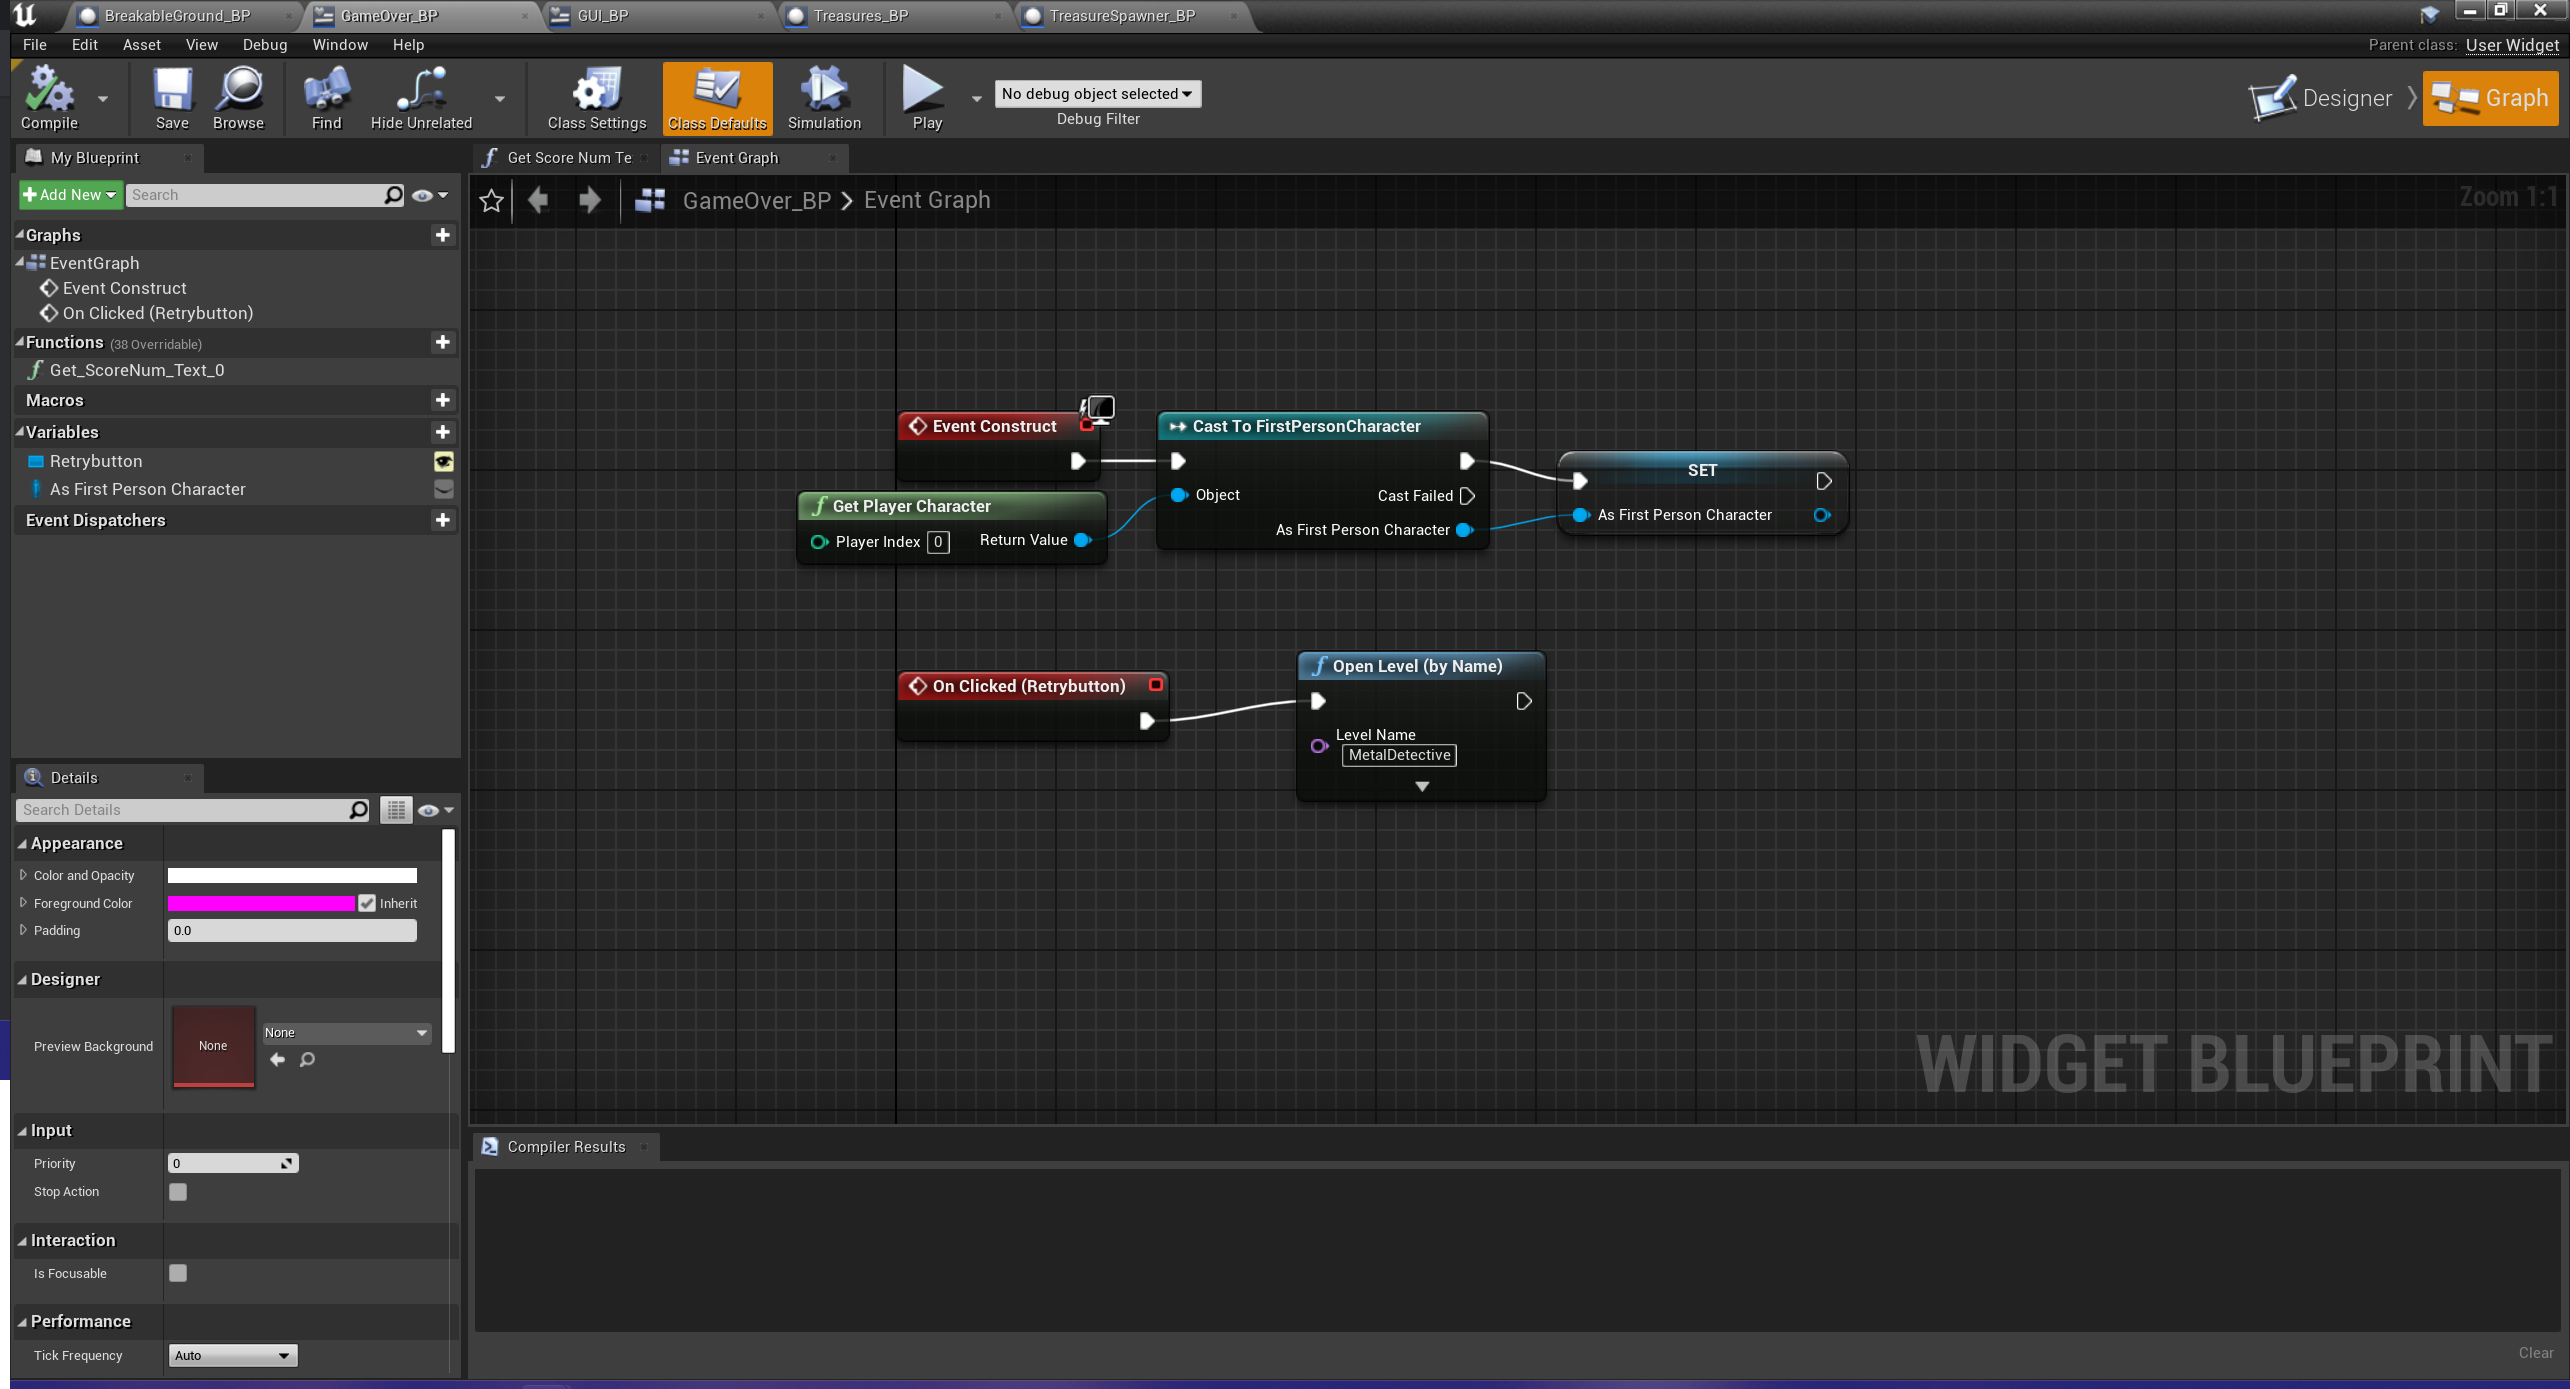 BreakableGround_BP
GameOver_BP
GUI_BP
Treasures_BP
TreasureSpawner_BP
File Edit Asset View Debug Window Help
Parent class: User Widget
Compile
Save
Browse
Find
Hide Unrelated
Class Settings
Class Defaults
Simulation
Play
No debug object selected
Debug Filter
Designer
Graph
My Blueprint
Add New
Search
Graphs
EventGraph
Event Construct
On Clicked (Retrybutton)
Functions (38 Overridable)
Get_ScoreNum_Text_0
Macros
Variables
Retrybutton
As First Person Character
Event Dispatchers
Details
Search Details
Appearance
Color and Opacity
Foreground Color
Inherit
Padding
0.0
Designer
Preview Background
None
None
Input
Priority
0
Stop Action
Interaction
Is Focusable
Performance
Tick Frequency
Auto
Get Score Num Te
Event Graph
GameOver_BP > Event Graph
Zoom 1:1
Event Construct
Get Player Character
Player Index 0
Return Value
Cast To FirstPersonCharacter
Object
Cast Failed
As First Person Character
SET
As First Person Character
On Clicked (Retrybutton)
Open Level (by Name)
Level Name
MetalDetective
WIDGET BLUEPRINT
Compiler Results
Clear